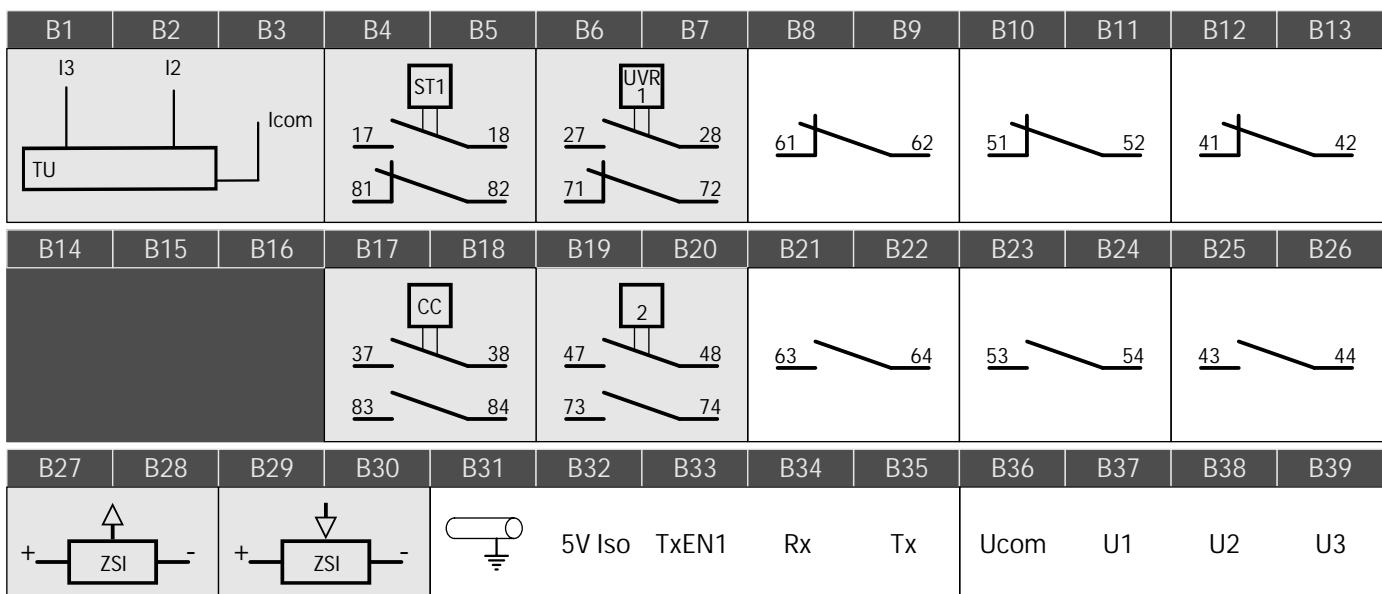 B1 B2 B3 B4 B5 B6 B7 B8 B9 B10 B11 B12 B13
I3 I2 ST1 UVR
1
Icom
17 18 27 28 61 62 51 52 41 42
TU
81 82 71 72
B14 B15 B16 B17 B18 B19 B20 B21 B22 B23 B24 B25 B26
CC 2
37 38 47 48 63 64 53 54 43 44
83 84 73 74
B27 B28 B29 B30 B31 B32 B33 B34 B35 B36 B37 B38 B39
+ ZSI - + ZSI - 5V Iso TxEN1 Rx Tx Ucom U1 U2 U3